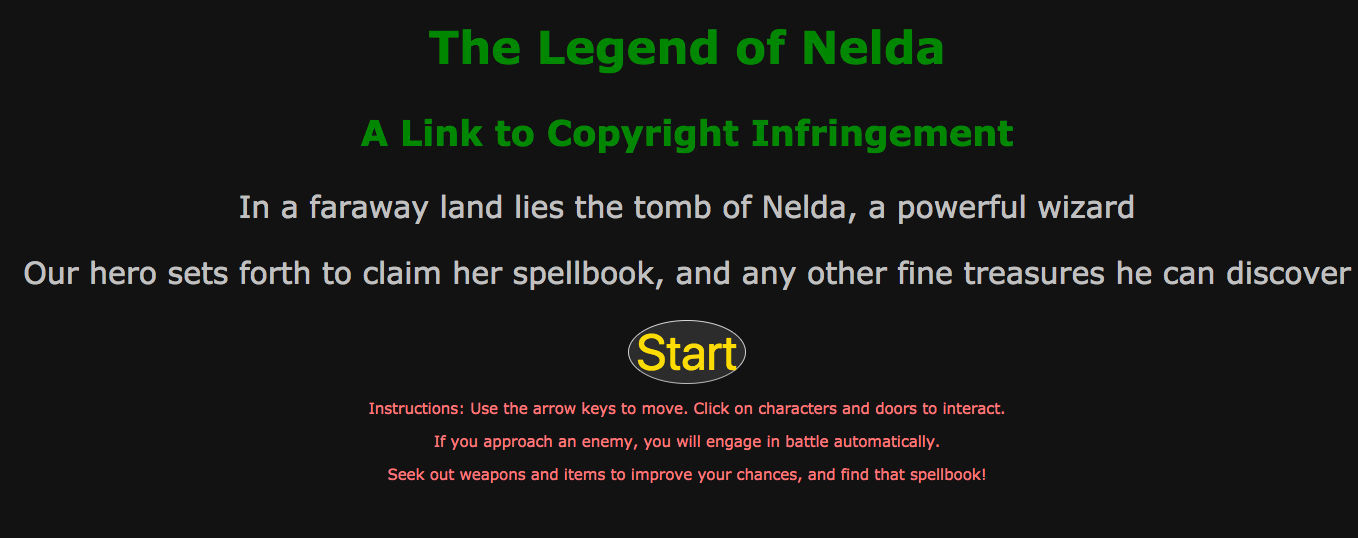 The Legend of Nelda
A Link to Copyright Infringement
In a faraway land lies the tomb of Nelda, a powerful wizard
Our hero sets forth to claim her spellbook, and any other fine treasures he can discover
Start
Instructions: Use the arrow keys to move. Click on characters and doors to interact.
If you approach an enemy, you will engage in battle automatically.
Seek out weapons and items to improve your chances, and find that spellbook!